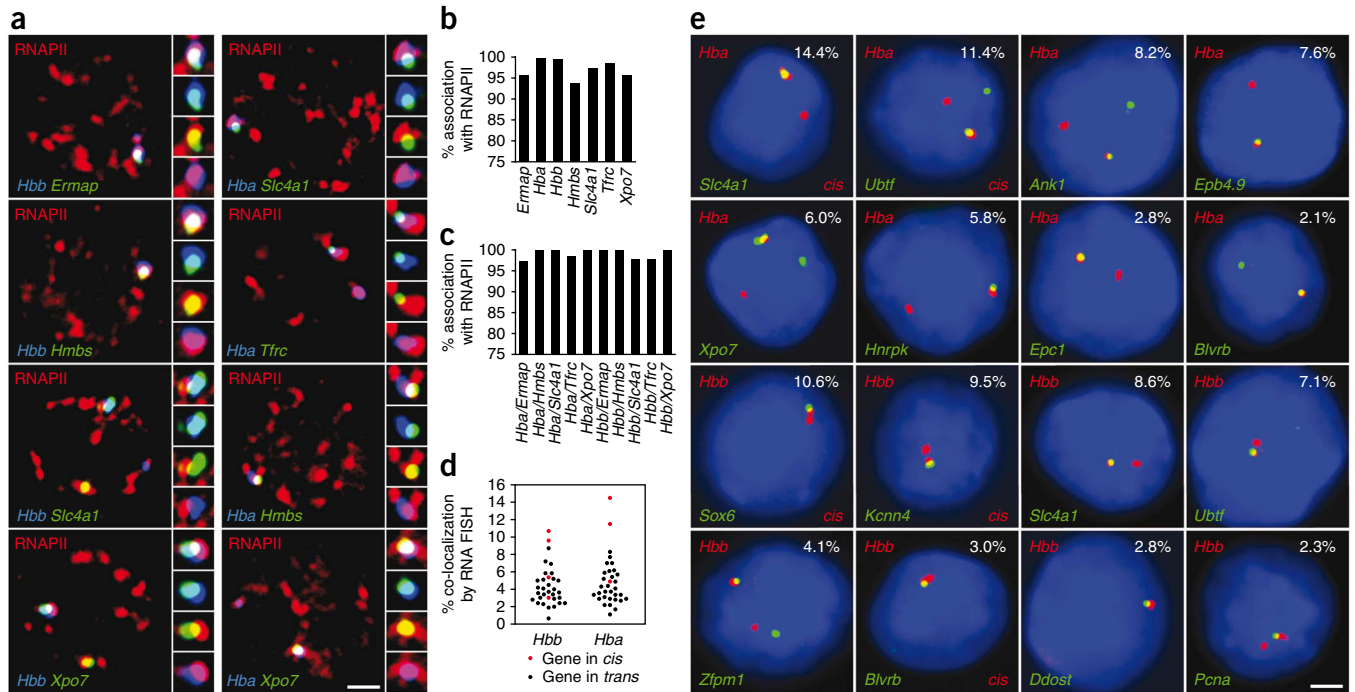 a
RNAPII
Hbb Ermap
RNAPII
Hba Slc4a1
RNAPII
Hbb Hmbs
RNAPII
Hba Tfrc
RNAPII
Hbb Slc4a1
RNAPII
Hba Hmbs
RNAPII
Hbb Xpo7
RNAPII
Hba Xpo7
b
% association
with RNAPII
100
95
90
85
80
75
Ermap
Hba
Hbb
Hmbs
Slc4a1
Tfrc
Xpo7
c
% association
with RNAPII
100
95
90
85
80
75
Hba/Ermap
Hba/Hmbs
Hba/Slc4a1
Hba/Tfrc
Hba/Xpo7
Hbb/Ermap
Hbb/Hmbs
Hbb/Slc4a1
Hbb/Tfrc
Hbb/Xpo7
d
% co-localization
by RNA FISH
16
14
12
10
8
6
4
2
0
Hbb
Hba
Gene in cis
Gene in trans
e
Hba 14.4%
Slc4a1 cis
Hba 11.4%
Ubtf cis
Hba 8.2%
Ank1
Hba 7.6%
Epb4.9
Hba 6.0%
Xpo7
Hba 5.8%
Hnrpk
Hba 2.8%
Epc1
Hba 2.1%
Blvrb
Hbb 10.6%
Sox6 cis
Hbb 9.5%
Kcnn4 cis
Hbb 8.6%
Slc4a1
Hbb 7.1%
Ubtf
Hbb 4.1%
Zfpm1
Hbb 3.0%
Blvrb cis
Hbb 2.8%
Ddost
Hbb 2.3%
Pcna